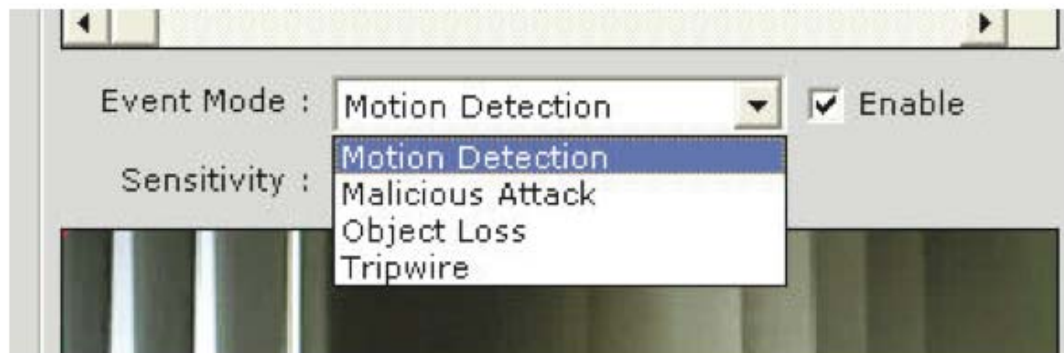 Event Mode : Motion Detection Enable
Motion Detection
Sensitivity :
Malicious Attack
Object Loss
Tripwire